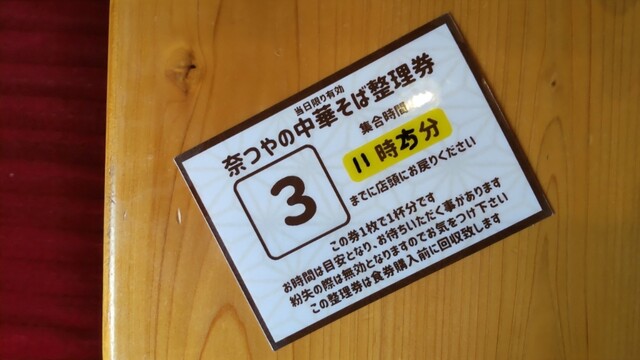 当日限り有効
奈つやの中華そば整理券
3
集合時間
11時25分
までに店頭にお戻りください
この券1枚で1杯分です
お時間は目安となり、お待ちいただく事があります
紛失の際は無効となりますのでお気をつけ下さい
この整理券は食券購入前に回収致します